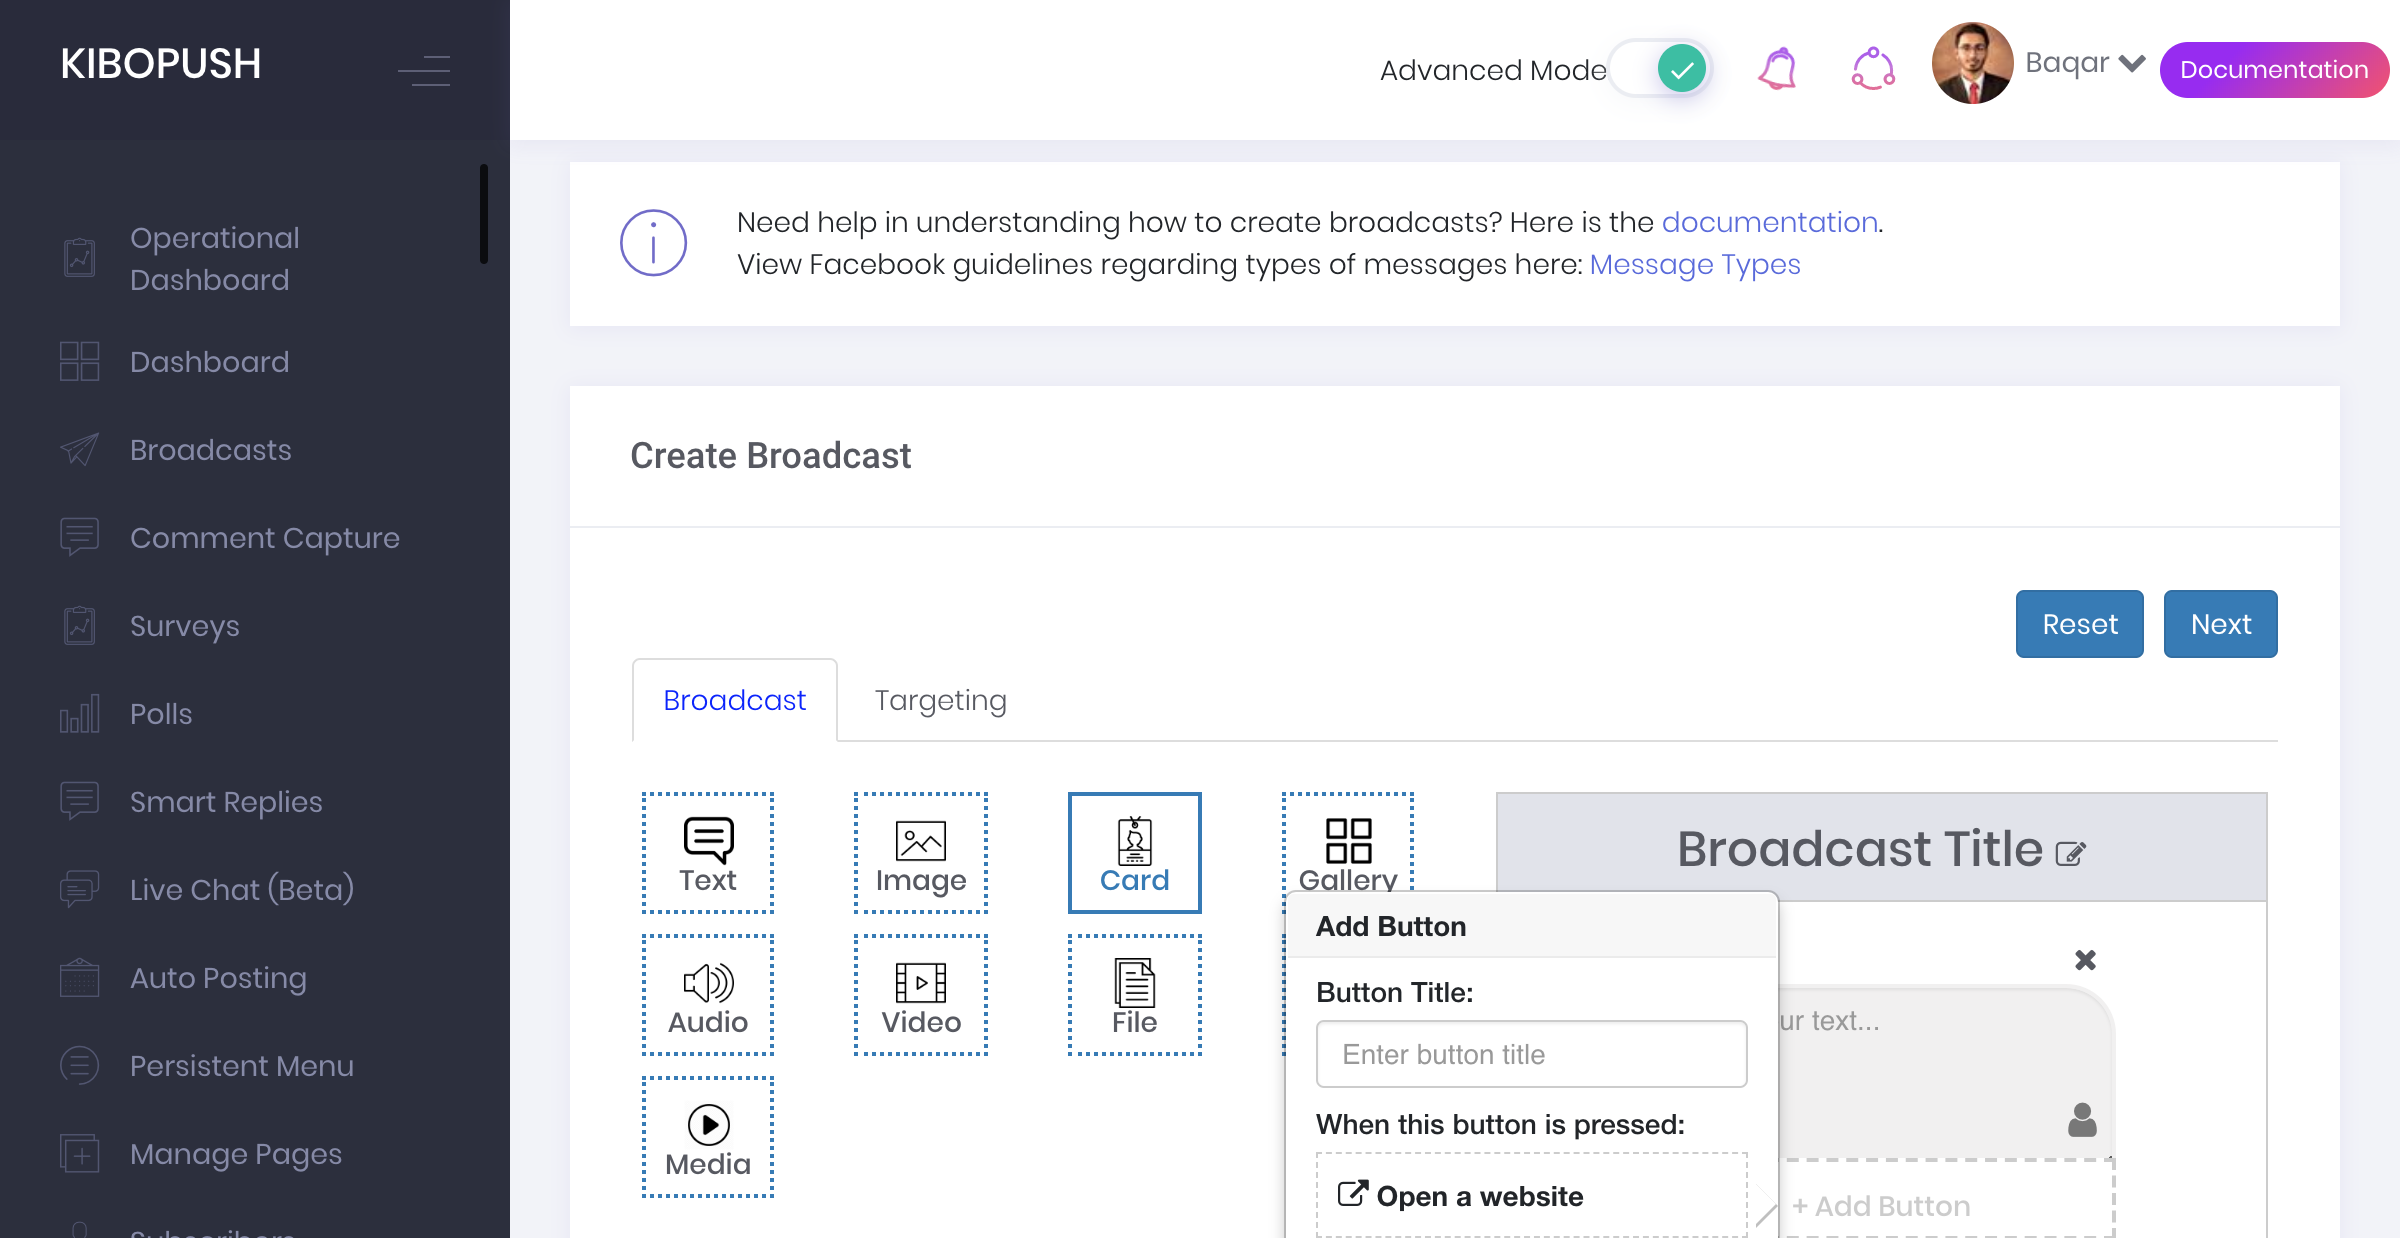 KIBOPUSH
Advanced Mode
Baqar
Documentation
Operational
Dashboard
Dashboard
Broadcasts
Comment Capture
Surveys
Polls
Smart Replies
Live Chat (Beta)
Auto Posting
Persistent Menu
Manage Pages
Subscribers
Need help in understanding how to create broadcasts? Here is the documentation.
View Facebook guidelines regarding types of messages here: Message Types
Create Broadcast
Reset
Next
Broadcast
Targeting
Text
Image
Card
Gallery
Audio
Video
File
Media
Broadcast Title
ur text...
+ Add Button
Add Button
Button Title:
Enter button title
When this button is pressed:
Open a website